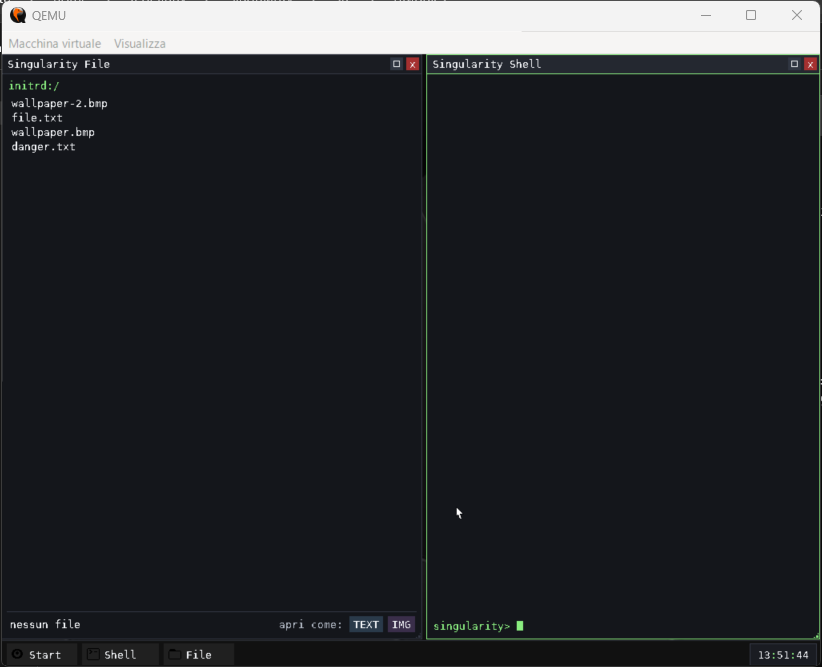 QEMU
Macchina virtuale Visualizza
Singularity File
x
initrd:/
wallpaper-2.bmp
file.txt
wallpaper.bmp
danger.txt
nessun file
apri come: TEXT IMG
Singularity Shell
x
singularity>
Start Shell File
13:51:44